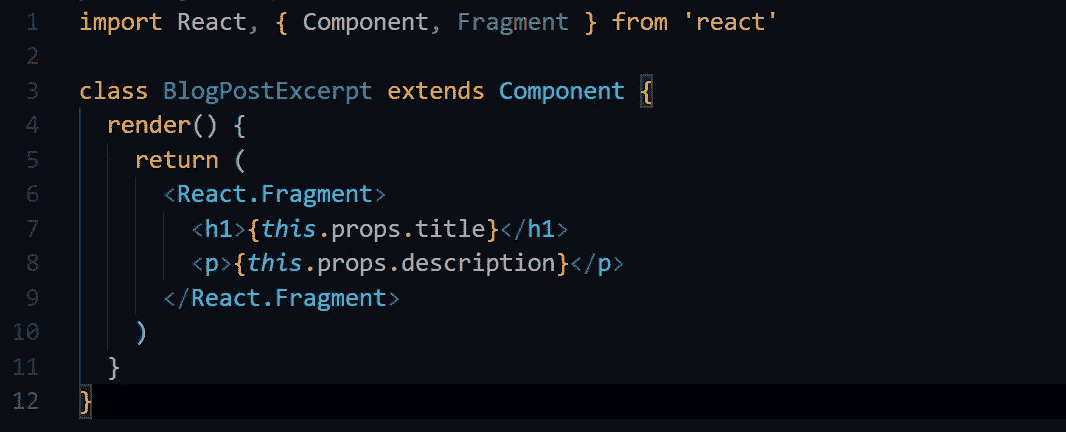 1 import React, { Component, Fragment } from 'react'
2
3 class BlogPostExcerpt extends Component {
4   render() {
5     return (
6       <React.Fragment>
7         <h1>{this.props.title}</h1>
8         <p>{this.props.description}</p>
9       </React.Fragment>
10     )
11   }
12 }